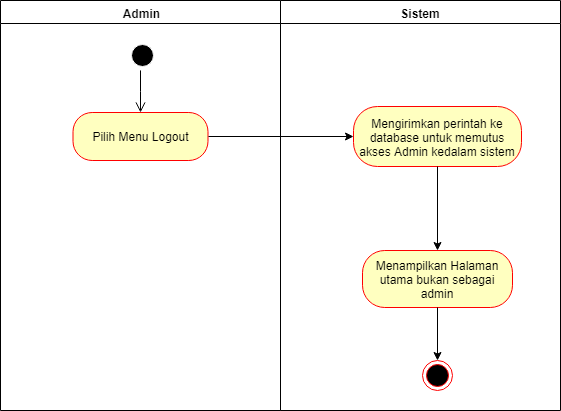 Admin
Sistem
Pilih Menu Logout
Mengirimkan perintah ke
database untuk memutus
akses Admin kedalam sistem
Menampilkan Halaman
utama bukan sebagai
admin